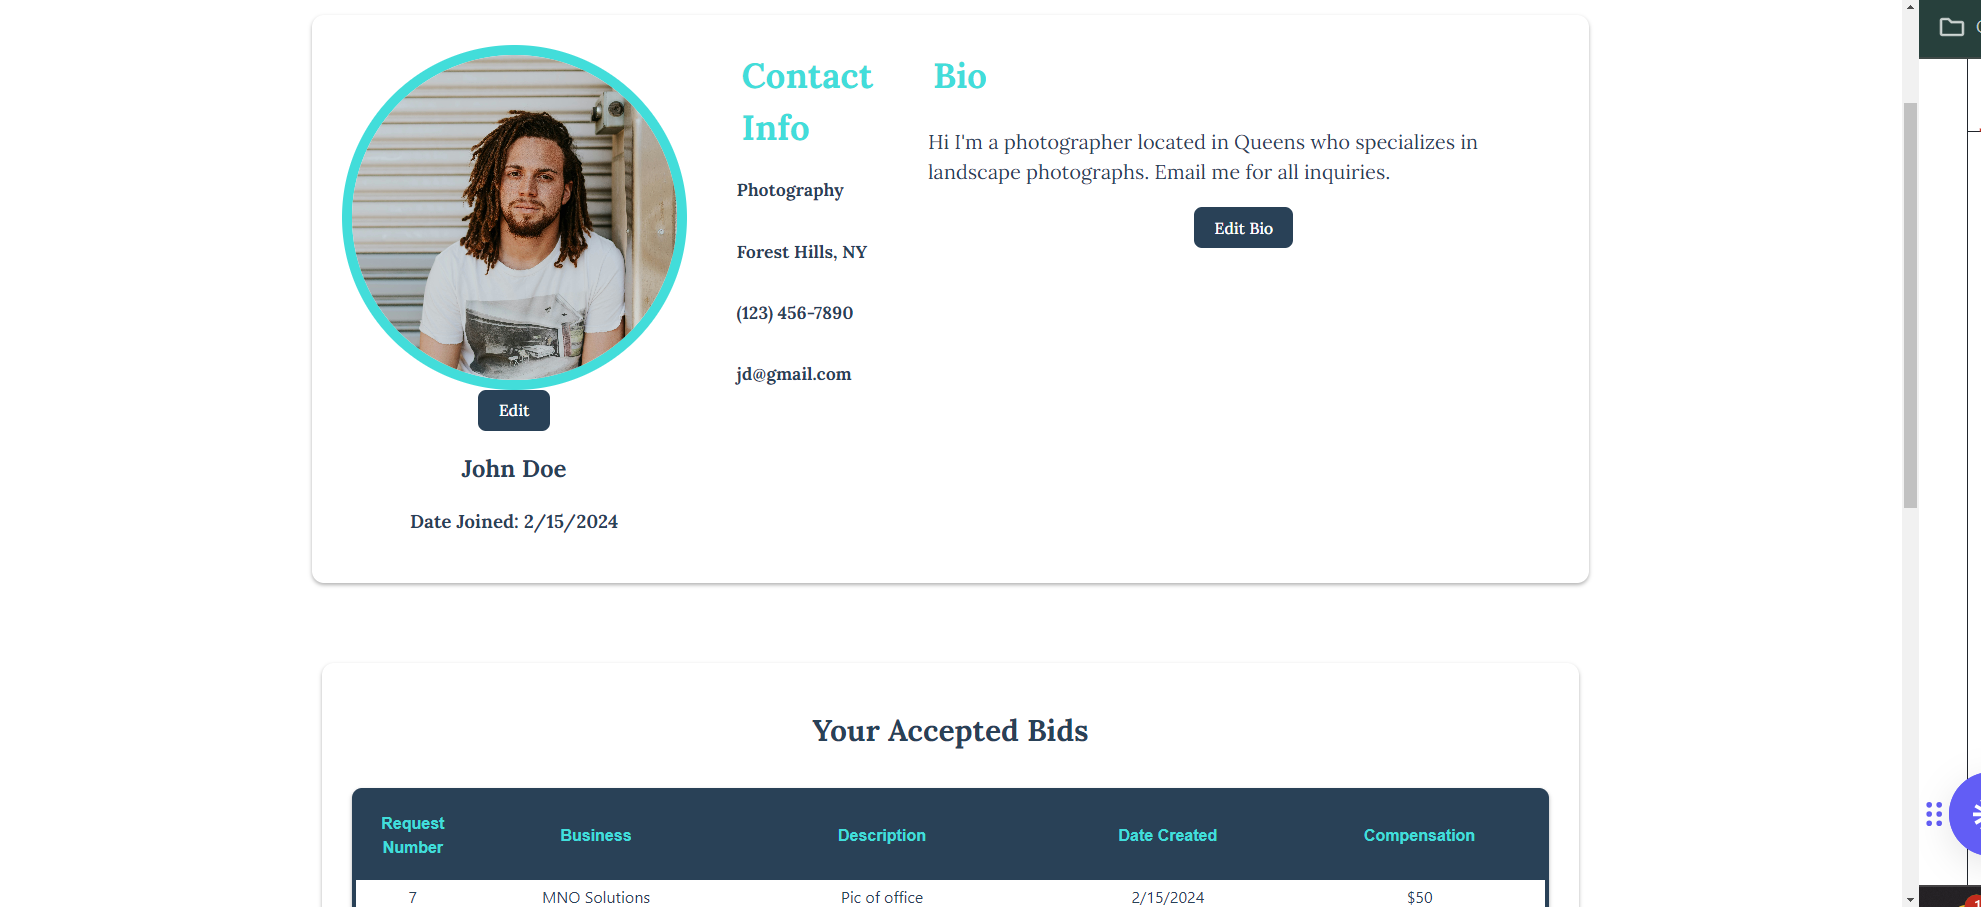 Contact
Info
Photography
Forest Hills, NY
(123) 456-7890
jd@gmail.com
Bio
Hi I'm a photographer located in Queens who specializes in
landscape photographs. Email me for all inquiries.
Edit Bio
Edit
John Doe
Date Joined: 2/15/2024
Your Accepted Bids
Request
Number
Business
Description
Date Created
Compensation
7
MNO Solutions
Pic of office
2/15/2024
$50